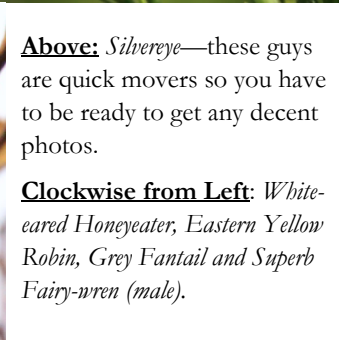 Above: Silvereye—these guys
are quick movers so you have
to be ready to get any decent
photos.
Clockwise from Left: White-
eared Honeyeater, Eastern Yellow
Robin, Grey Fantail and Superb
Fairy-wren (male).